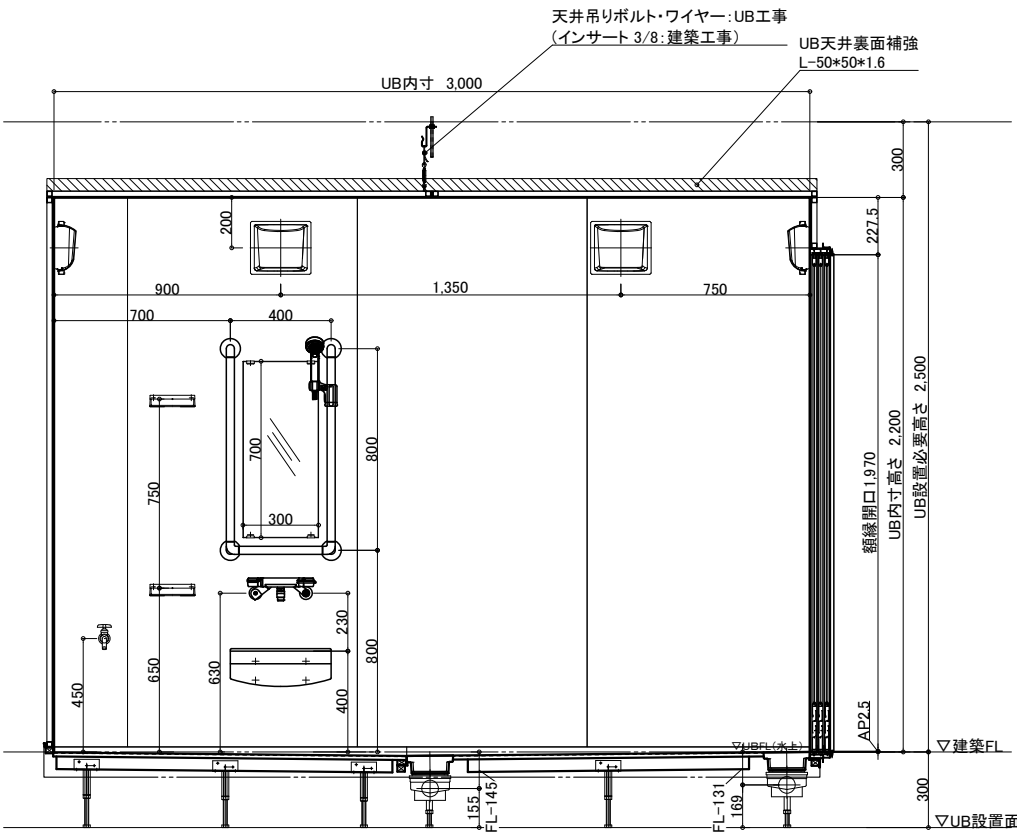 天井吊りボルト・ワイヤー:UB工事
(インサート 3/8:建築工事)
UB天井裏面補強
L-50*50*1.6
UB内寸 3,000
300
200
227.5
900
1,350
750
700
400
800
700
300
750
額縁開口1,970
UB内寸高さ 2,200
UB設置必要高さ 2,500
230
800
650
630
450
400
AP2.5
▽UBFL(水上)
▽建築FL
155
FL-145
FL-131
169
300
▽UB設置面